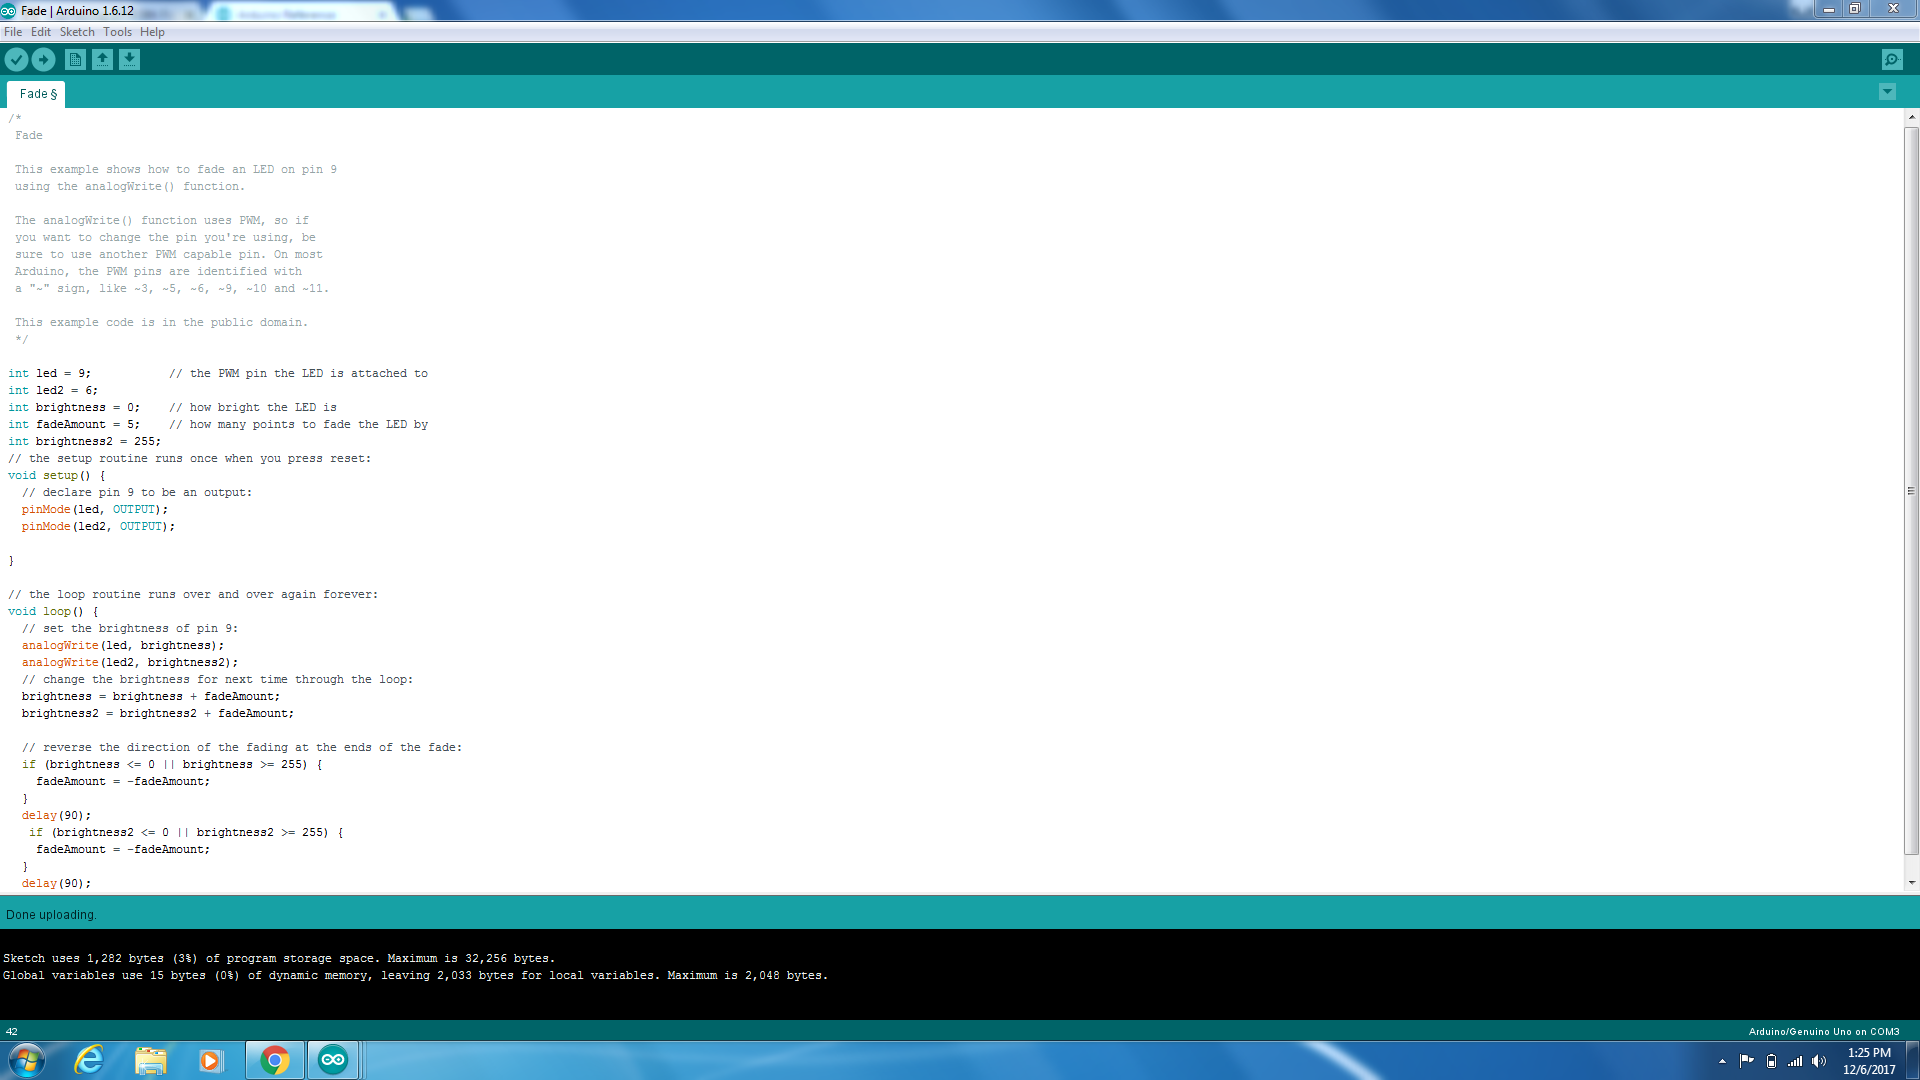 Fade | Arduino 1.6.12
File Edit Sketch Tools Help
Fade §
/*
Fade
This example shows how to fade an LED on pin 9
using the analogWrite() function.
The analogWrite() function uses PWM, so if
you want to change the pin you're using, be
sure to use another PWM capable pin. On most
Arduino, the PWM pins are identified with
a "~" sign, like ~3, ~5, ~6, ~9, ~10 and ~11.
This example code is in the public domain.
*/
int led = 9;           // the PWM pin the LED is attached to
int led2 = 6;
int brightness = 0;    // how bright the LED is
int fadeAmount = 5;    // how many points to fade the LED by
int brightness2 = 255;
// the setup routine runs once when you press reset:
void setup() {
  // declare pin 9 to be an output:
  pinMode(led, OUTPUT);
  pinMode(led2, OUTPUT);
}
// the loop routine runs over and over again forever:
void loop() {
  // set the brightness of pin 9:
  analogWrite(led, brightness);
  analogWrite(led2, brightness2);
  // change the brightness for next time through the loop:
  brightness = brightness + fadeAmount;
  brightness2 = brightness2 + fadeAmount;
  // reverse the direction of the fading at the ends of the fade:
  if (brightness <= 0 || brightness >= 255) {
    fadeAmount = -fadeAmount;
  }
  delay(90);
   if (brightness2 <= 0 || brightness2 >= 255) {
    fadeAmount = -fadeAmount;
  }
  delay(90);
Done uploading.
Sketch uses 1,282 bytes (3%) of program storage space. Maximum is 32,256 bytes.
Global variables use 15 bytes (0%) of dynamic memory, leaving 2,033 bytes for local variables. Maximum is 2,048 bytes.
42
Arduino/Genuino Uno on COM3
1:25 PM
12/6/2017